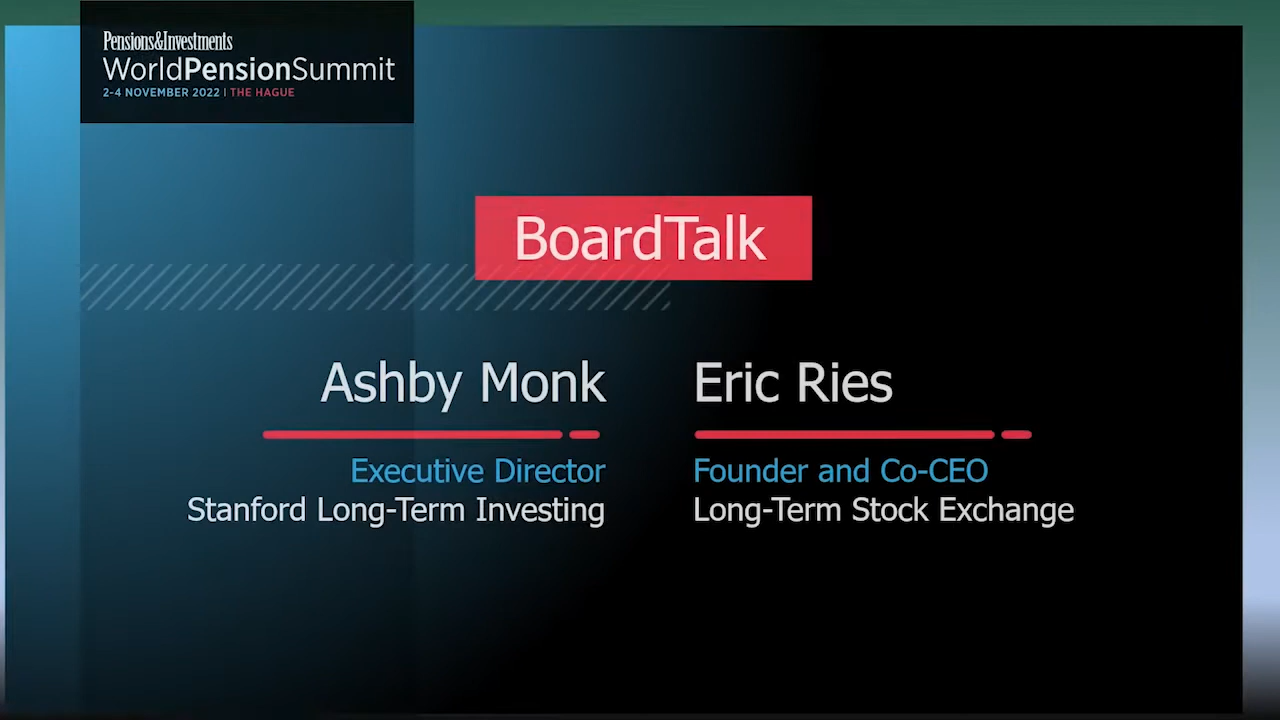 Pensions&Investments
WorldPensionSummit
2-4 NOVEMBER 2022 | THE HAGUE
BoardTalk
Ashby Monk
Executive Director
Stanford Long-Term Investing
Eric Ries
Founder and Co-CEO
Long-Term Stock Exchange